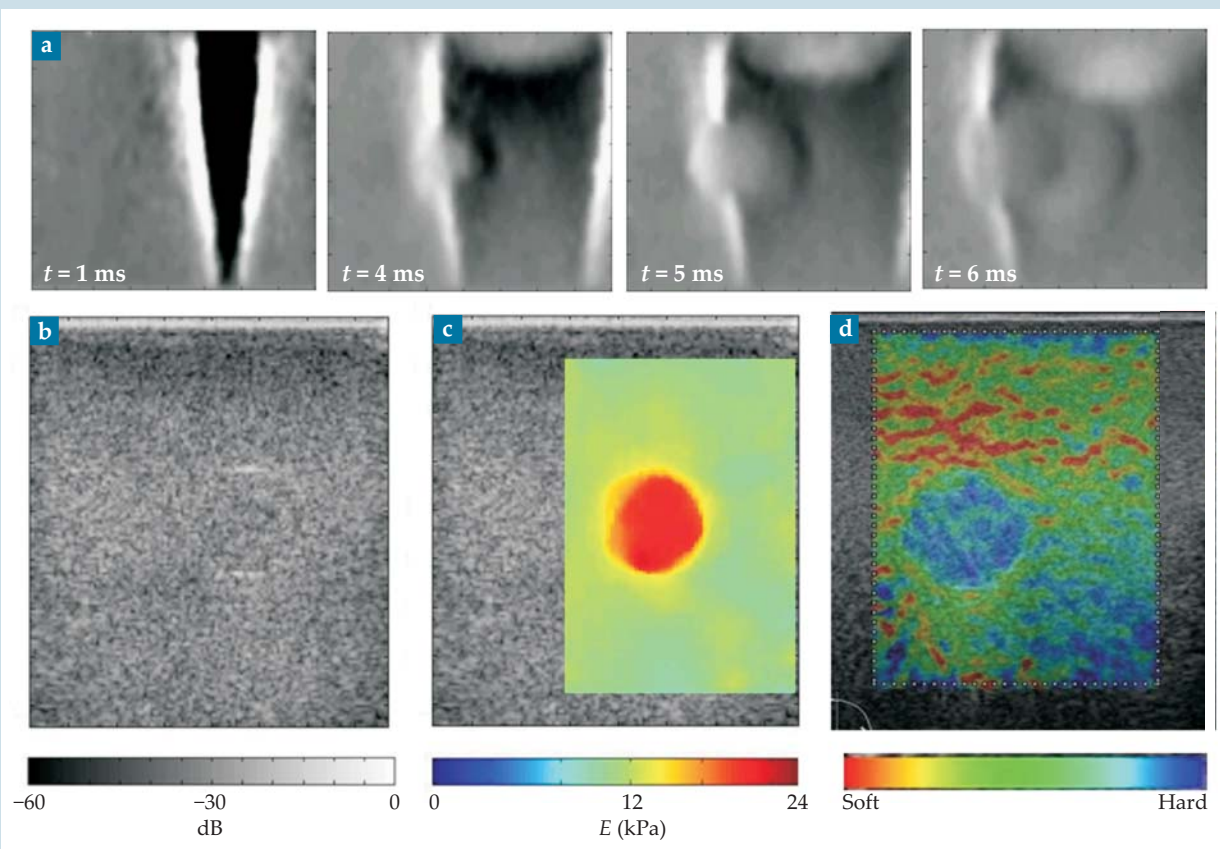 a
t = 1 ms
t = 4 ms
t = 5 ms
t = 6 ms
b
c
d
−60
−30
0
dB
0
12
24
E (kPa)
Soft
Hard